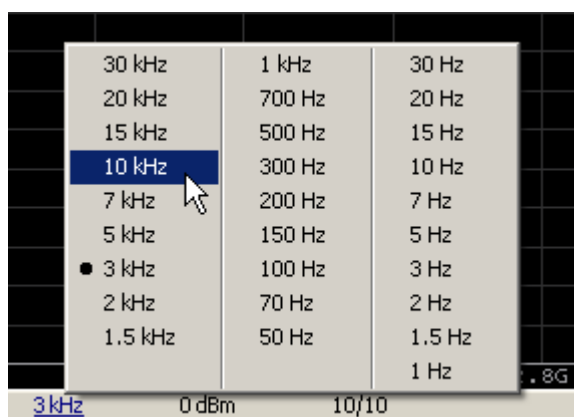 30 kHz
20 kHz
15 kHz
10 kHz
7 kHz
5 kHz
3 kHz
2 kHz
1.5 kHz
1 kHz
700 Hz
500 Hz
300 Hz
200 Hz
150 Hz
100 Hz
70 Hz
50 Hz
30 Hz
20 Hz
15 Hz
10 Hz
7 Hz
5 Hz
3 Hz
2 Hz
1.5 Hz
1 Hz
.8G
3 kHz 0 dBm 10/10